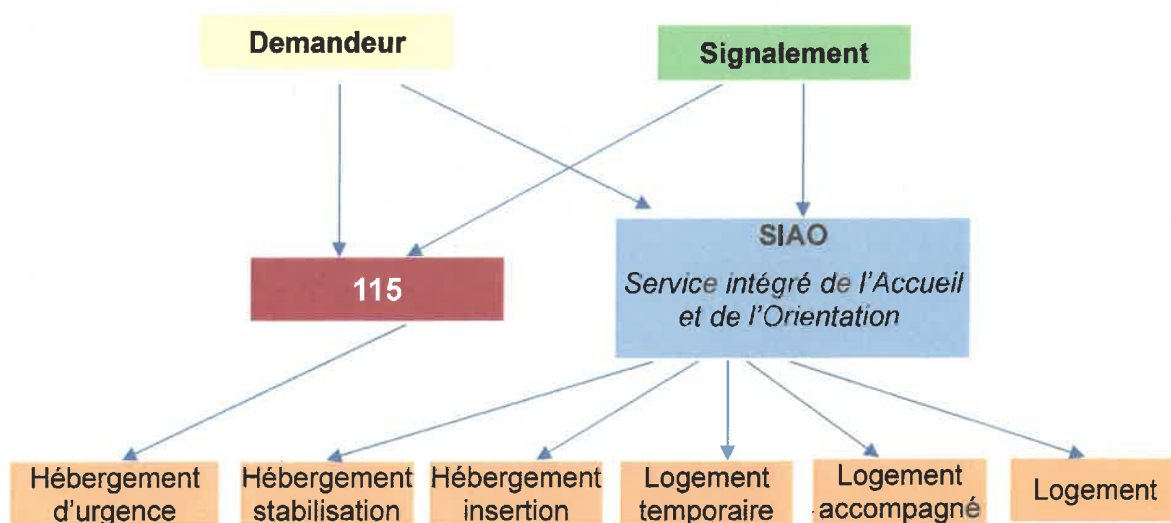 Demandeur
Signalement
115
SIAO
Service intégré de l'Accueil
et de l'Orientation
Hébergement
d'urgence
Hébergement
stabilisation
Hébergement
insertion
Logement
temporaire
Logement
accompagné
Logement